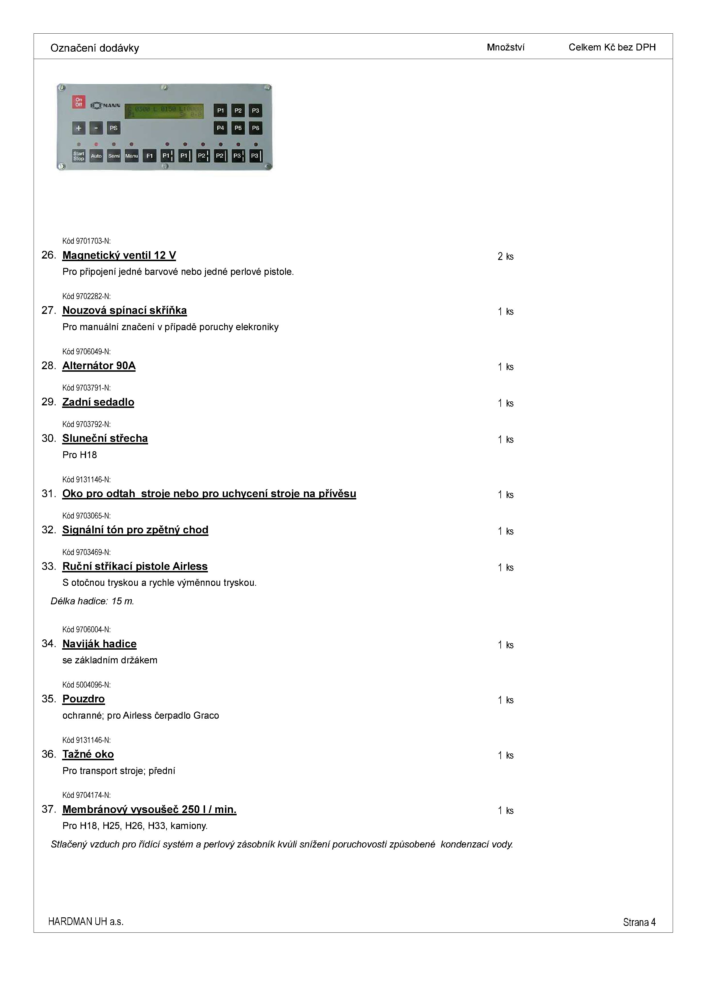 Označení dodávky Množství Celkem Kč bez DPH
On
Off
HOFMANN
0300 L 0150 L:0000
P1 P2 P3
+ - PS
P4 P5 P6
Start
Stop
Auto Semi Manu F1 P1 P1 P2 P2 P3 P3
Kód 9701703-N:
26. Magnetický ventil 12 V 2 ks
Pro připojení jedné barvové nebo jedné perlové pistole.
Kód 9702282-N:
27. Nouzová spínací skříňka 1 ks
Pro manuální značení v případě poruchy elekroniky
Kód 9706049-N:
28. Alternátor 90A 1 ks
Kód 9703791-N:
29. Zadní sedadlo 1 ks
Kód 9703792-N:
30. Sluneční střecha 1 ks
Pro H18
Kód 9131146-N:
31. Oko pro odtah  stroje nebo pro uchycení stroje na přívěsu 1 ks
Kód 9703065-N:
32. Signální tón pro zpětný chod 1 ks
Kód 9703469-N:
33. Ruční stříkací pistole Airless 1 ks
S otočnou tryskou a rychle výměnnou tryskou.
Délka hadice: 15 m.
Kód 9706004-N:
34. Naviják hadice 1 ks
se základním držákem
Kód 5004096-N:
35. Pouzdro 1 ks
ochranné; pro Airless čerpadlo Graco
Kód 9131146-N:
36. Tažné oko 1 ks
Pro transport stroje; přední
Kód 9704174-N:
37. Membránový vysoušeč 250 l / min. 1 ks
Pro H18, H25, H26, H33, kamiony.
Stlačený vzduch pro řídící systém a perlový zásobník kvůli snížení poruchovosti způsobené  kondenzací vody.
HARDMAN UH a.s. Strana 4